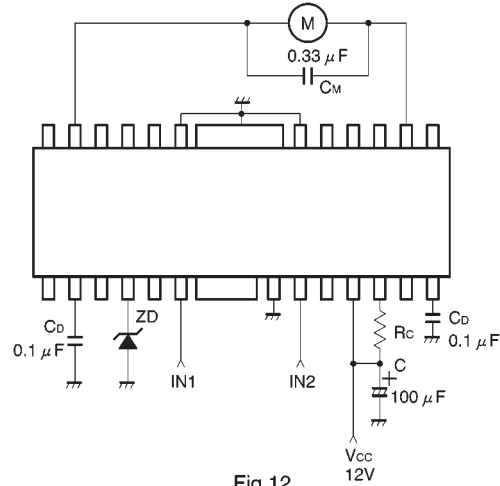 M
0.33 μF
CM
ZD
CD
0.1 μF
IN1
IN2
RC
C
+
100 μF
CD
0.1 μF
VCC
12V
Fig.12